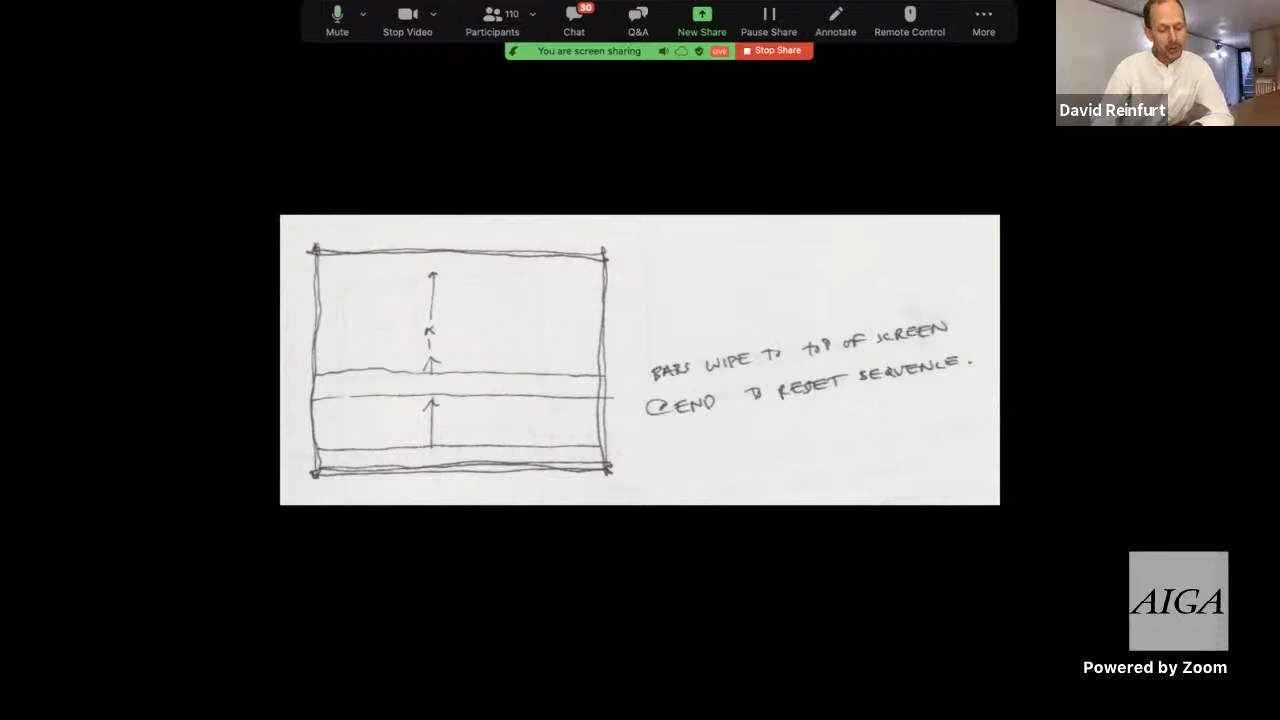 30
110
Mute
Stop Video
Participants
Chat
Q&A
New Share
Pause Share
Annotate
Remote Control
More
You are screen sharing
LIVE
Stop Share
David Reinfurt
BARS WIPE TO TOP OF SCREEN
@END TO RESET SEQUENCE.
AIGA
Powered by Zoom